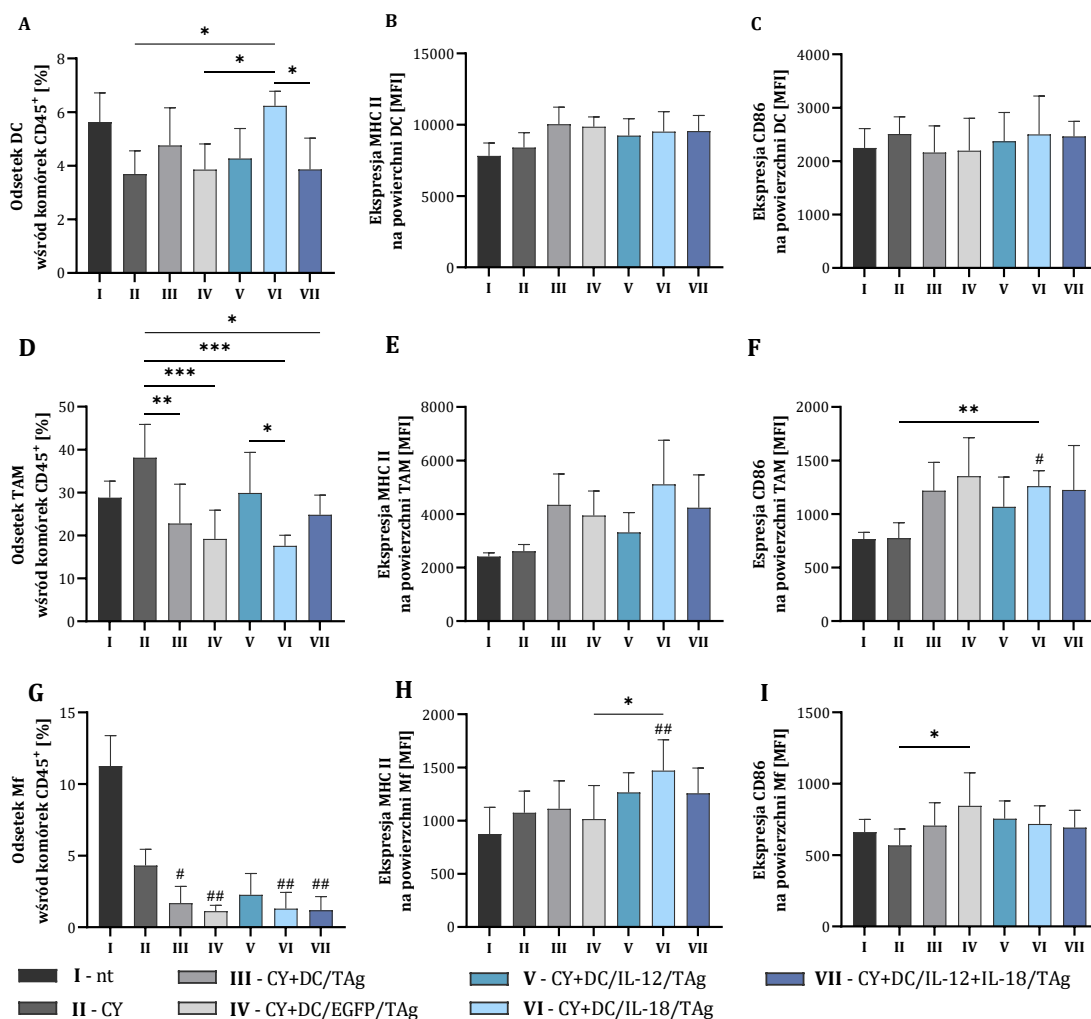 A
Odsetek DC
wśród komórek CD45⁺ [%]
8
6
4
2
0
*
*
*
I II III IV V VI VII
B
Ekspresja MHC II
na powierchni DC [MFI]
15000
10000
5000
0
I II III IV V VI VII
C
Ekspresja CD86
na powierzchni DC [MFI]
4000
3000
2000
1000
0
I II III IV V VI VII
D
Odsetek TAM
wśród komórek CD45⁺ [%]
50
40
30
20
10
0
*
***
***
**
*
I II III IV V VI VII
E
Ekspresja MHC II
na powierzchni TAM [MFI]
8000
6000
4000
2000
0
I II III IV V VI VII
F
Espresja CD86
na powierzchni TAM [MFI]
2000
1500
1000
500
0
**
#
I II III IV V VI VII
G
Odsetek Mf
wśród komórek CD45⁺ [%]
15
10
5
0
# ## ## ##
I II III IV V VI VII
H
Ekspresja MHC II
na powierzchni Mf [MFI]
2000
1500
1000
500
0
*
##
I II III IV V VI VII
I
Ekspresja CD86
na powierzchni Mf [MFI]
1500
1000
500
0
*
I II III IV V VI VII
I - nt
II - CY
III - CY+DC/TAg
IV - CY+DC/EGFP/TAg
V - CY+DC/IL-12/TAg
VI - CY+DC/IL-18/TAg
VII - CY+DC/IL-12+IL-18/TAg